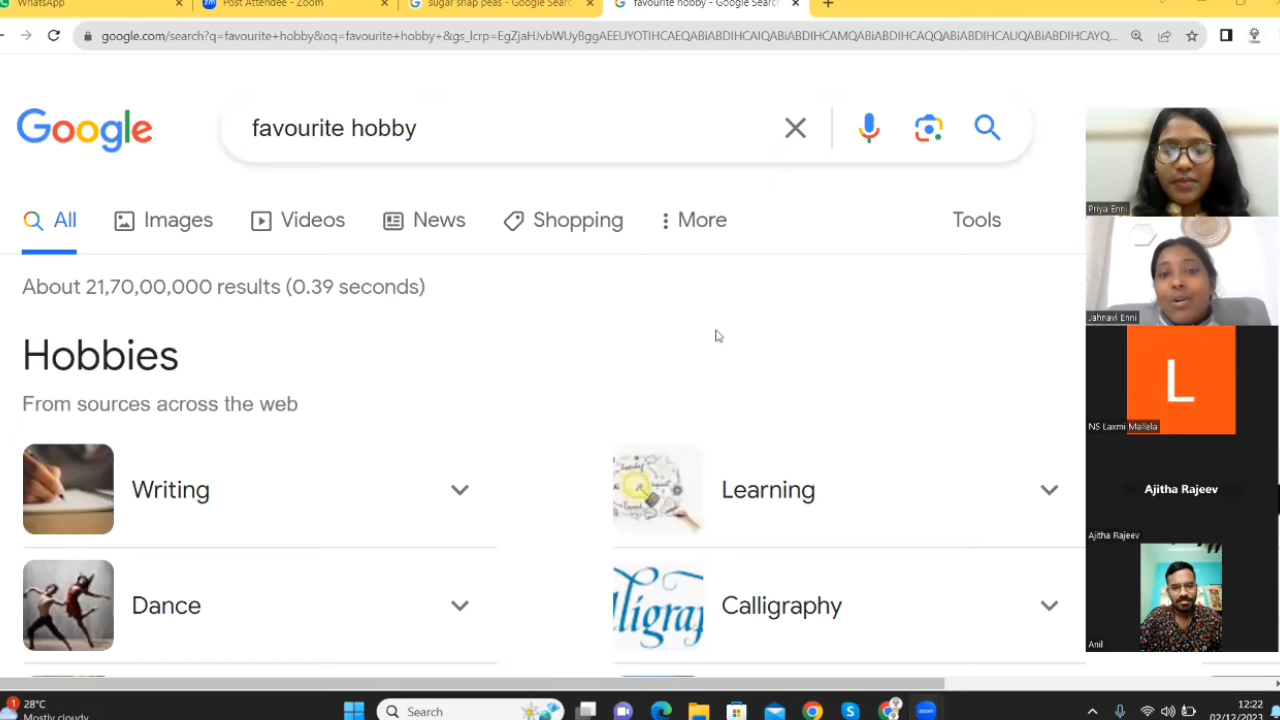 WhatsApp
Post Attendee - Zoom
sugar snap peas - Google Search
favourite hobby - Google Search
google.com/search?q=favourite+hobby&oq=favourite+hobby+&gs_lcrp=EgZjaHJvbWUyBggAEEUYOTIHCAEQABiABDIHCAIQABiABDIHCAMQABiABDIHCAQQABiABDIHCAUQABiABDIHCAYQ...
Google
favourite hobby
All
Images
Videos
News
Shopping
More
Tools
About 21,70,00,000 results (0.39 seconds)
Hobbies
From sources across the web
Writing
Learning
Dance
Calligraphy
Priya Enni
Jahnavi Enni
L
NS Laxmi Mallela
Ajitha Rajeev
Ajitha Rajeev
Anil
1
28°C
Mostly cloudy
Search
12:22
02/12/2023